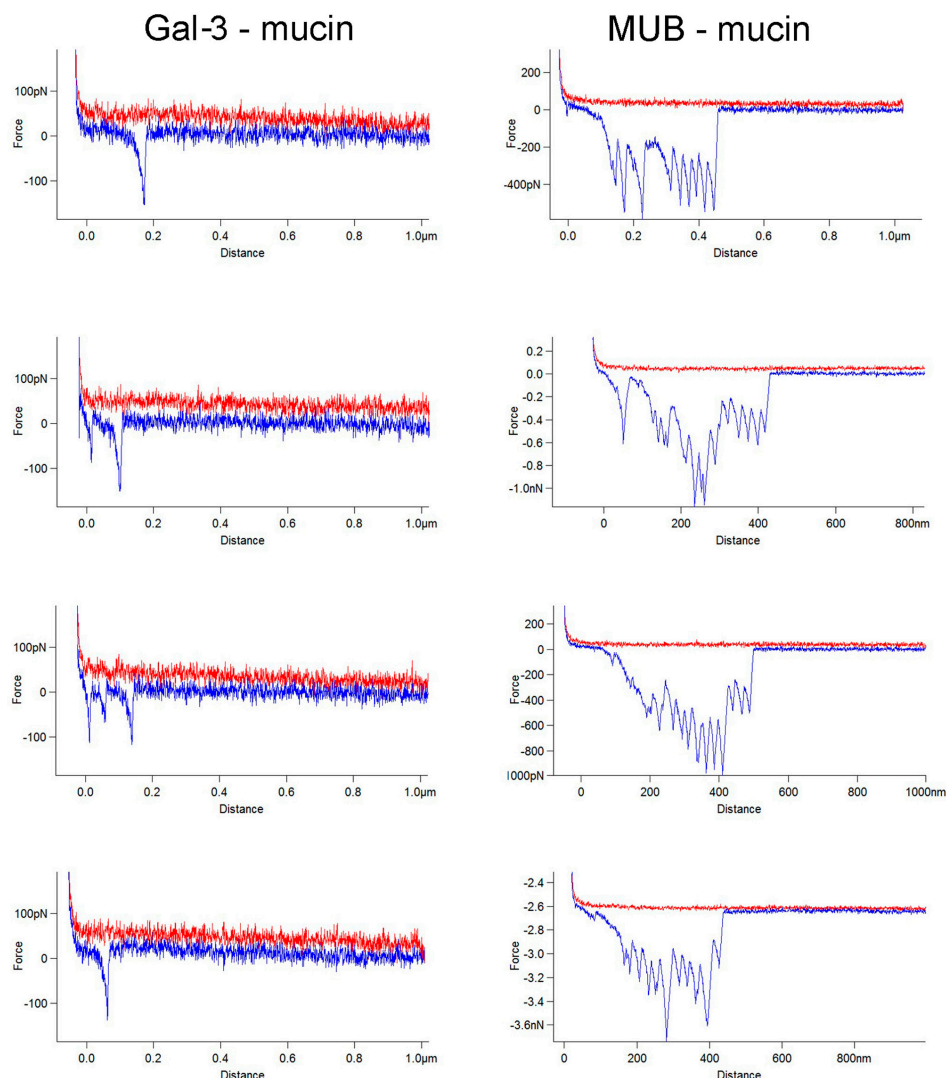 Gal-3 - mucin
MUB - mucin
100pN
0
-100
Force
0.0 0.2 0.4 0.6 0.8 1.0µm
Distance
200
0
-200
-400pN
Force
0.0 0.2 0.4 0.6 0.8 1.0µm
Distance
100pN
0
-100
Force
0.0 0.2 0.4 0.6 0.8 1.0µm
Distance
0.2
0.0
-0.2
-0.4
-0.6
-0.8
-1.0nN
Force
0 200 400 600 800nm
Distance
100pN
0
-100
Force
0.0 0.2 0.4 0.6 0.8 1.0µm
Distance
200
0
-200
-400
-600
-800
1000pN
Force
0 200 400 600 800 1000nm
Distance
100pN
0
-100
Force
0.0 0.2 0.4 0.6 0.8 1.0µm
Distance
-2.4
-2.6
-2.8
-3.0
-3.2
-3.4
-3.6nN
Force
0 200 400 600 800nm
Distance